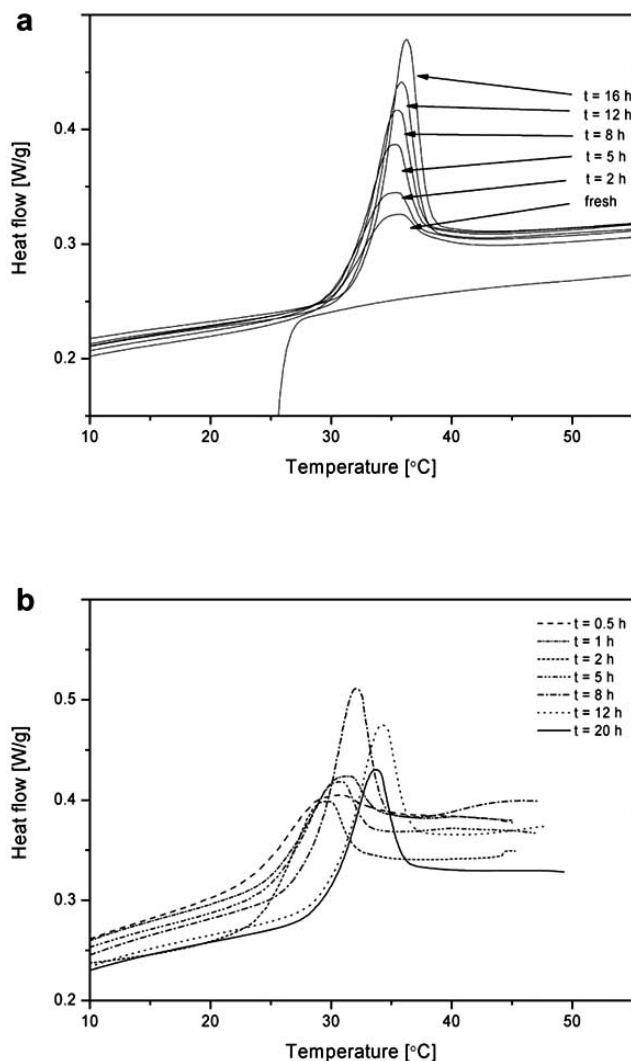 a
t = 16 h
t = 12 h
t = 8 h
t = 5 h
t = 2 h
fresh
0.4
0.3
0.2
Heat flow [W/g]
10 20 30 40 50
Temperature [°C]
b
t = 0.5 h
t = 1 h
t = 2 h
t = 5 h
t = 8 h
t = 12 h
t = 20 h
0.5
0.4
0.3
0.2
Heat flow [W/g]
10 20 30 40 50
Temperature [°C]